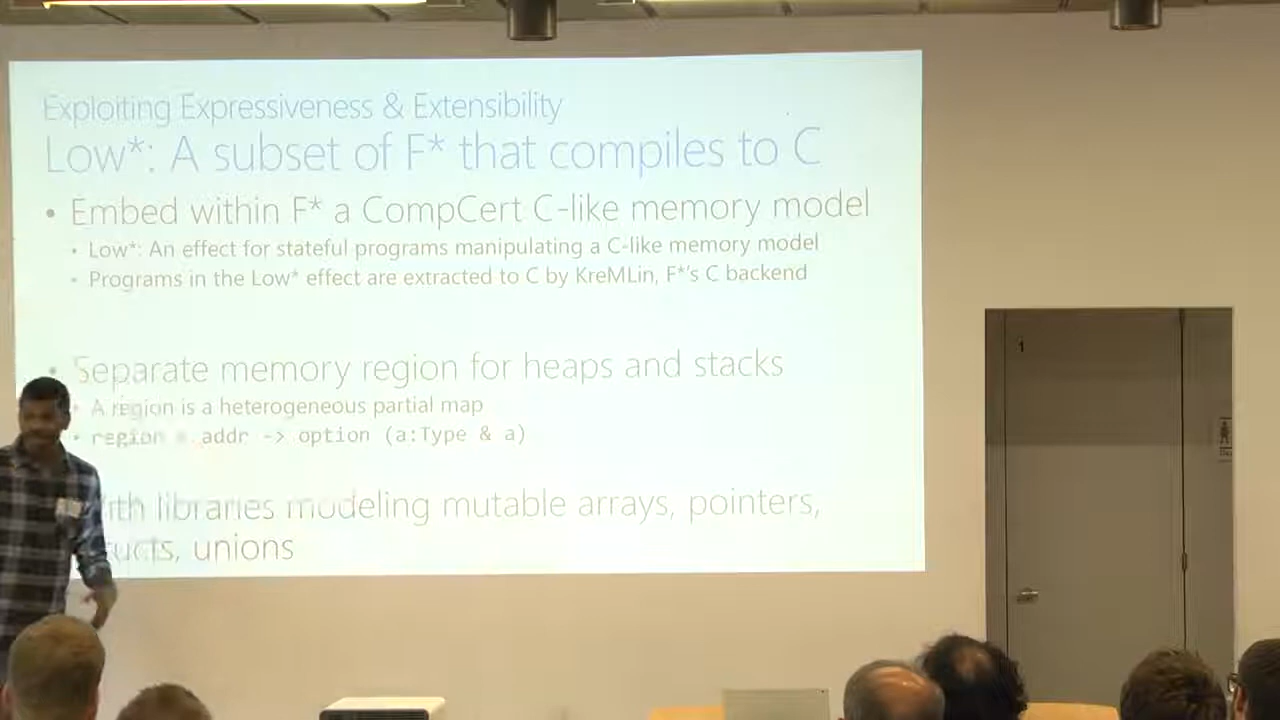 Exploiting Expressiveness & Extensibility
Low*: A subset of F* that compiles to C
• Embed within F* a CompCert C-like memory model
• Low*: An effect for stateful programs manipulating a C-like memory model
• Programs in the Low* effect are extracted to C by KreMLin, F*'s C backend
• Separate memory region for heaps and stacks
• A region is a heterogeneous partial map
• region = addr -> option (a:Type & a)
libraries modeling mutable arrays, pointers,
unions
1